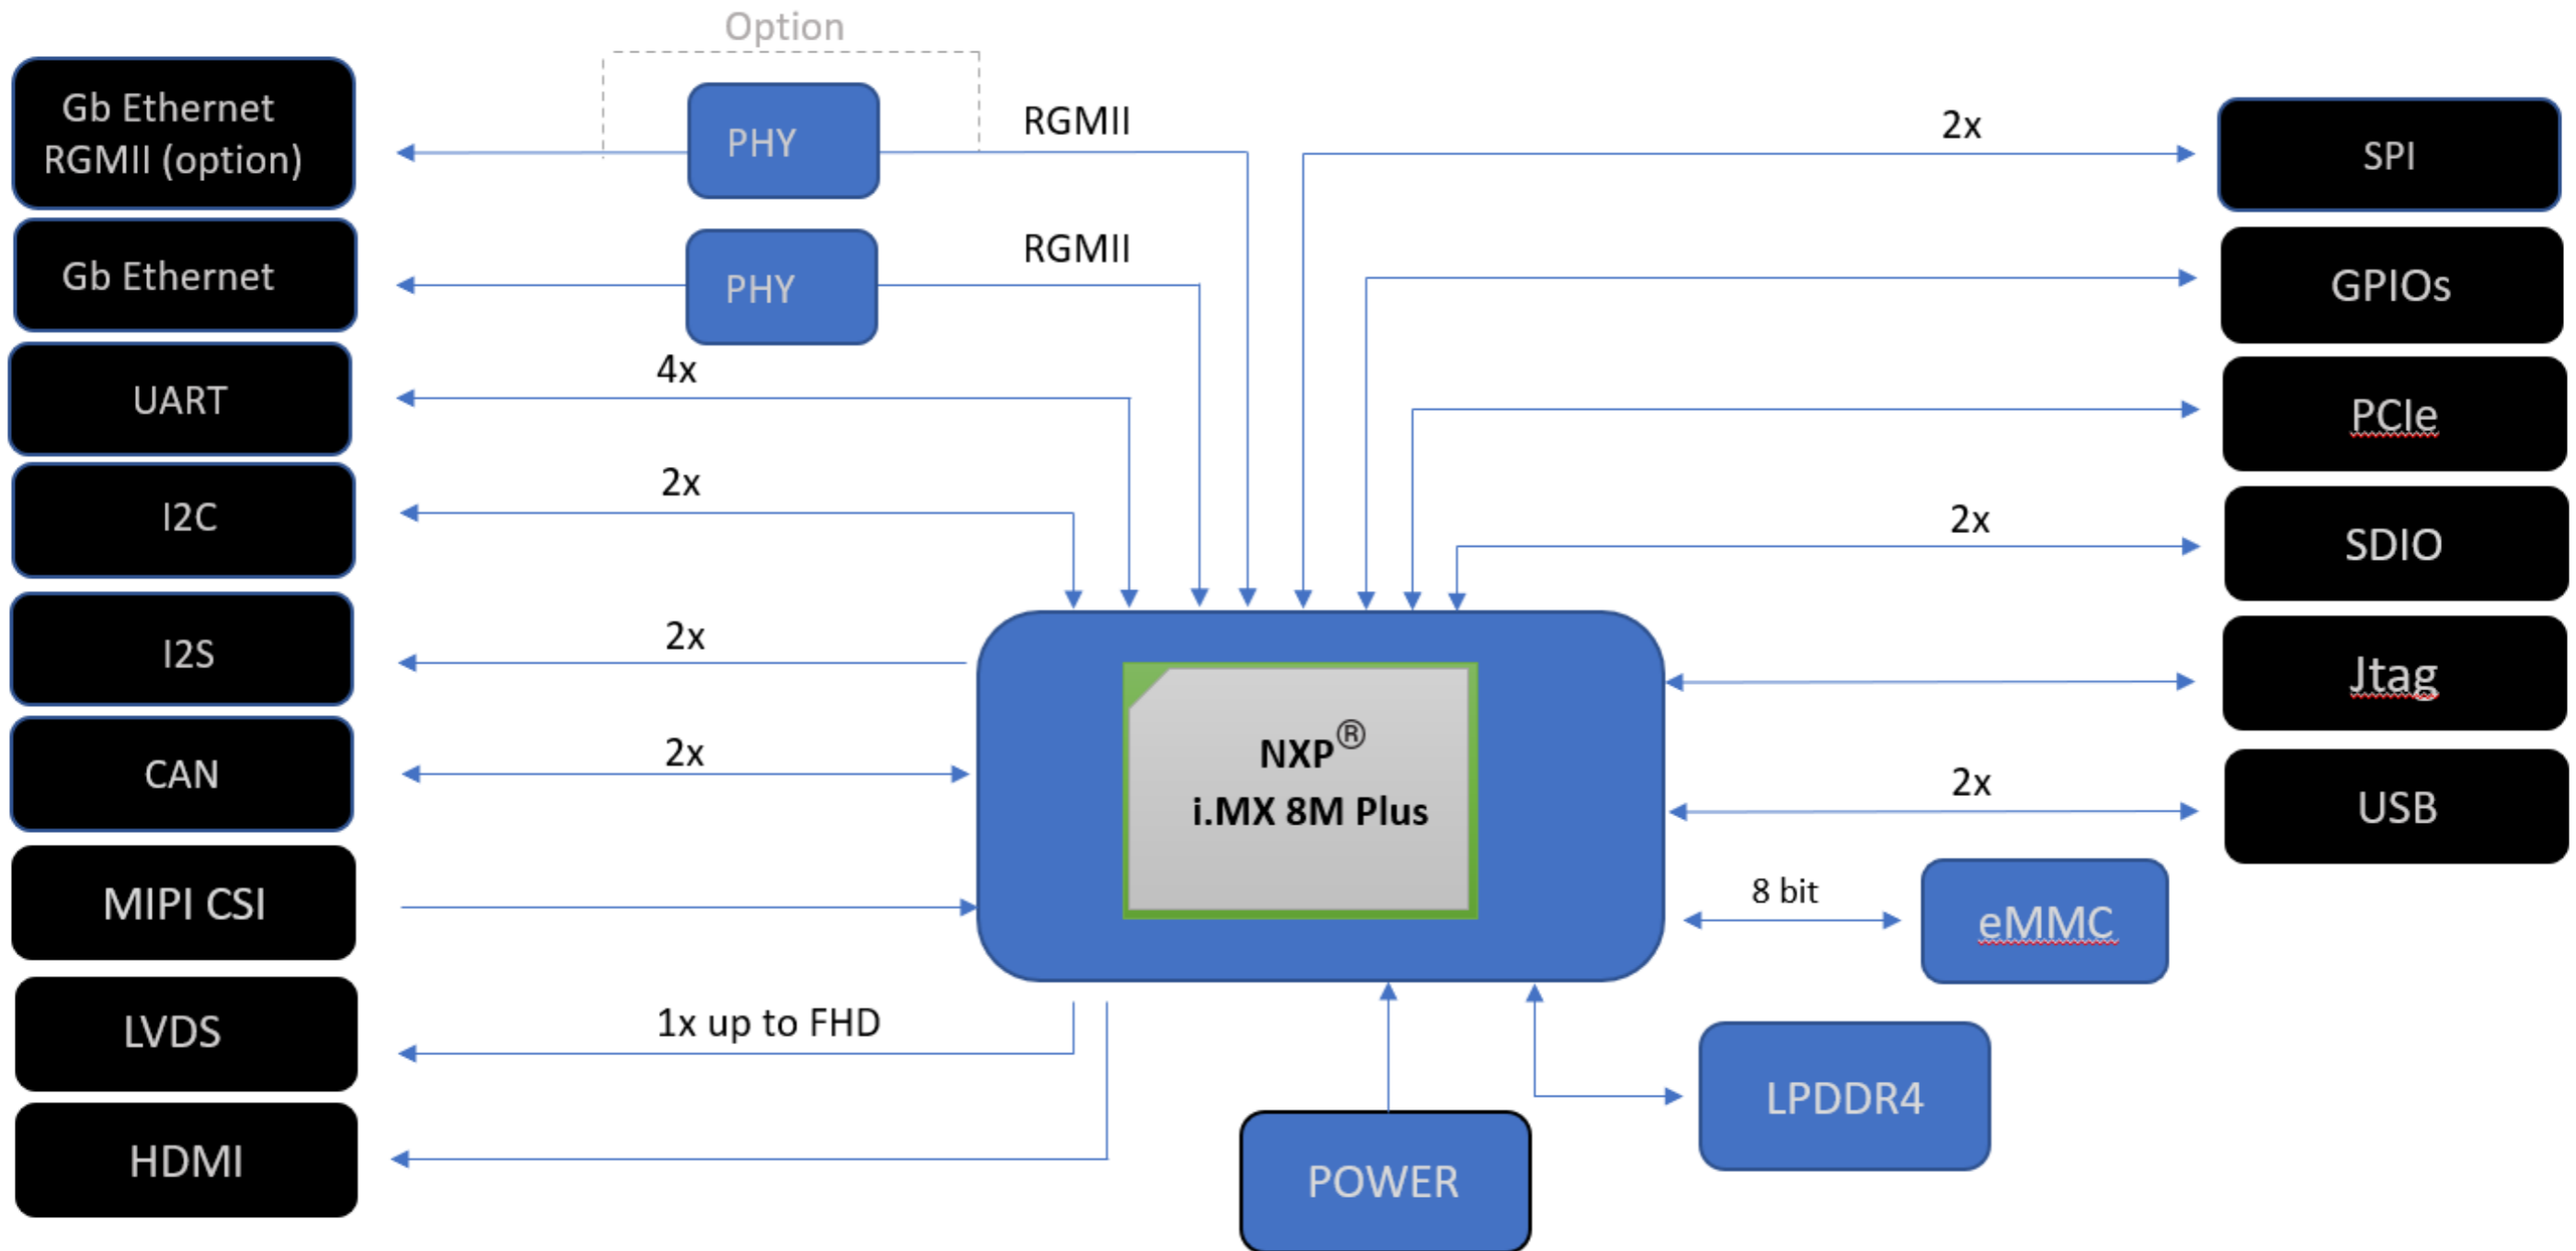 Option
Gb Ethernet
RGMII (option)
PHY
RGMII
2x
SPI
Gb Ethernet
PHY
RGMII
GPIOs
UART
4x
PCIe
I2C
2x
2x
SDIO
I2S
2x
Jtag
CAN
2x
NXP®
i.MX 8M Plus
2x
USB
MIPI CSI
8 bit
eMMC
LVDS
1x up to FHD
LPDDR4
HDMI
POWER